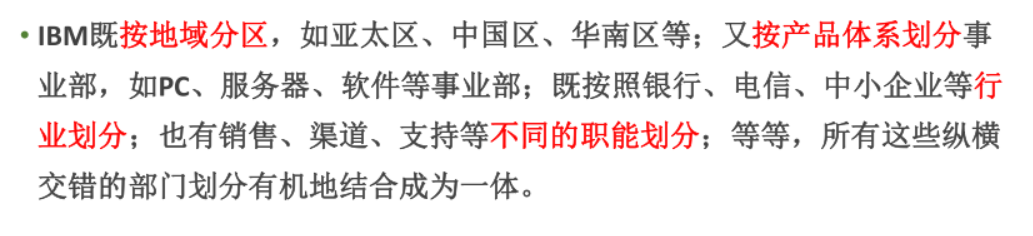 • IBM既按地域分区，如亚太区、中国区、华南区等；又按产品体系划分事
业部，如PC、服务器、软件等事业部；既按照银行、电信、中小企业等行
业划分；也有销售、渠道、支持等不同的职能划分；等等，所有这些纵横
交错的部门划分有机地结合成为一体。